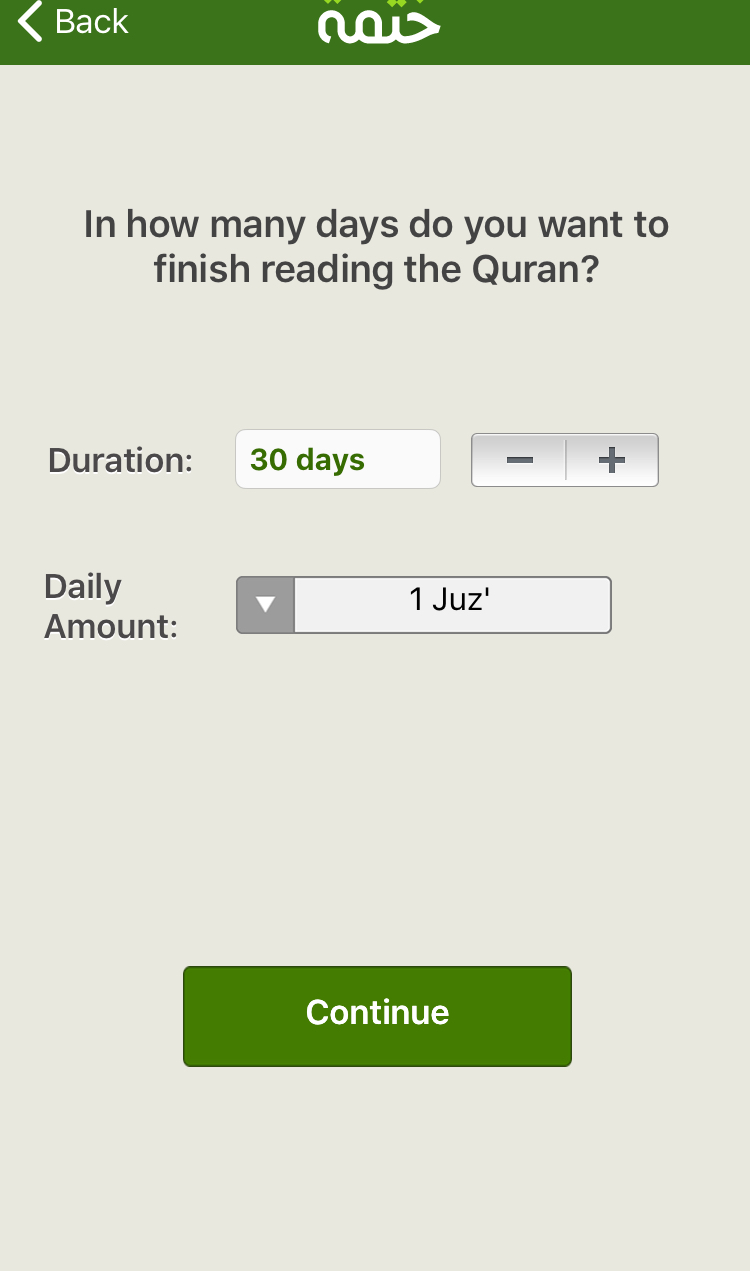 Back
ختمة
In how many days do you want to
finish reading the Quran?
Duration:
30 days
Daily
Amount:
1 Juz'
Continue